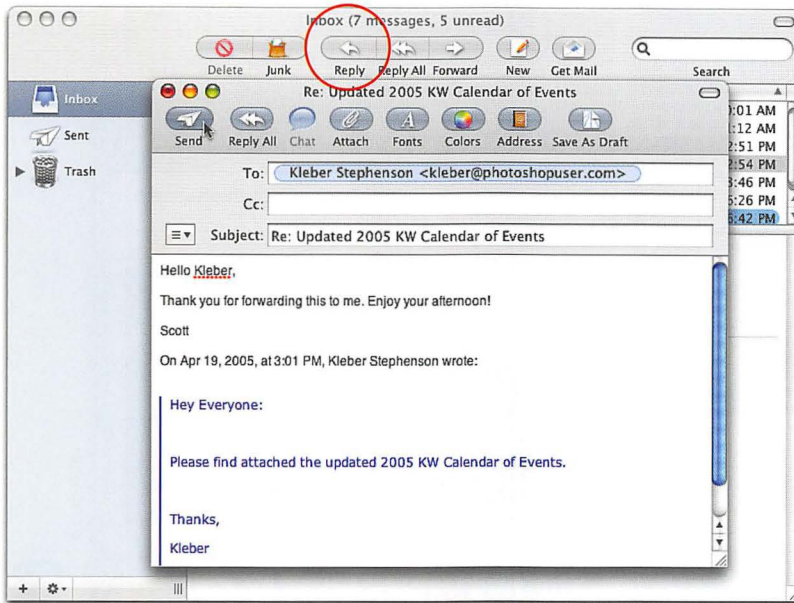 Inbox (7 messages, 5 unread)
Delete Junk Reply Reply All Forward New Get Mail Search
Inbox
Sent
Trash
Re: Updated 2005 KW Calendar of Events
Send Reply All Chat Attach Fonts Colors Address Save As Draft
To: Kleber Stephenson <kleber@photoshopuser.com>
Cc:
Subject: Re: Updated 2005 KW Calendar of Events
:01 AM
:12 AM
2:51 PM
2:54 PM
3:46 PM
5:26 PM
5:42 PM
Hello Kleber,
Thank you for forwarding this to me. Enjoy your afternoon!
Scott
On Apr 19, 2005, at 3:01 PM, Kleber Stephenson wrote:
Hey Everyone:
Please find attached the updated 2005 KW Calendar of Events.
Thanks,
Kleber